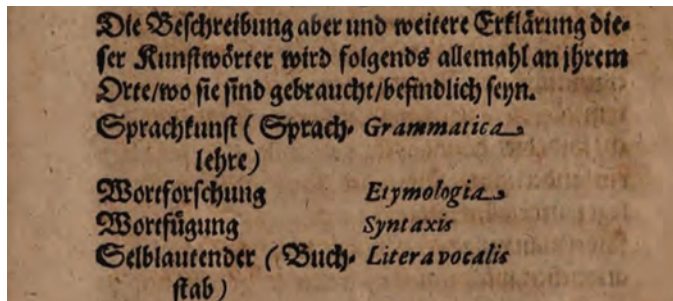 Die Beſchreibung aber und weitere Erklärung die⸗
ſer Kunſtwörter wird folgends allemahl an jhrem
Orte/wo ſie ſind gebraucht/befindlich ſeyn.
Sprachkunſt ( Sprach⸗ Grammatica
lehre)
Wortforſchung Etymologia
Wortfügung Syntaxis
Selblautender ( Buch⸗ Litera vocalis
ſtab )